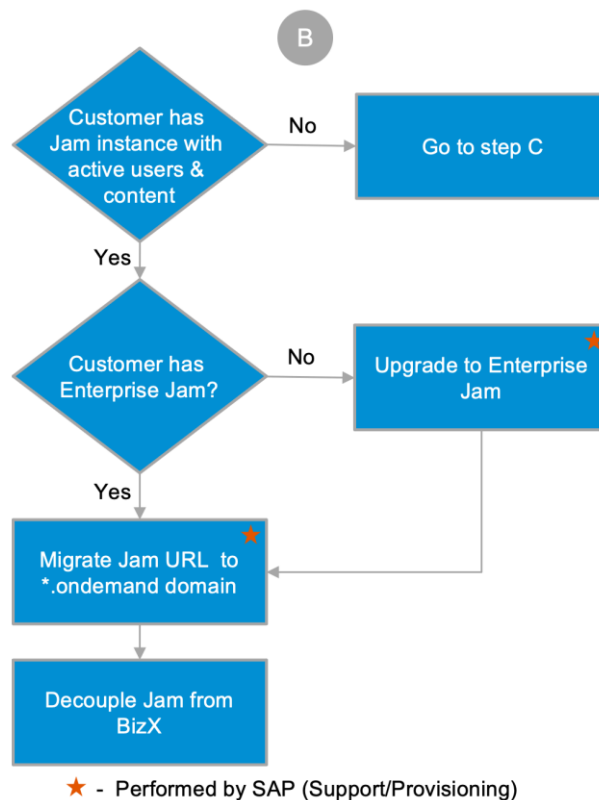 B
Customer has
Jam instance with
active users &
content
No
Go to step C
Yes
Customer has
Enterprise Jam?
No
Upgrade to Enterprise
Jam
Yes
Migrate Jam URL to
*.ondemand domain
Decouple Jam from
BizX
- Performed by SAP (Support/Provisioning)